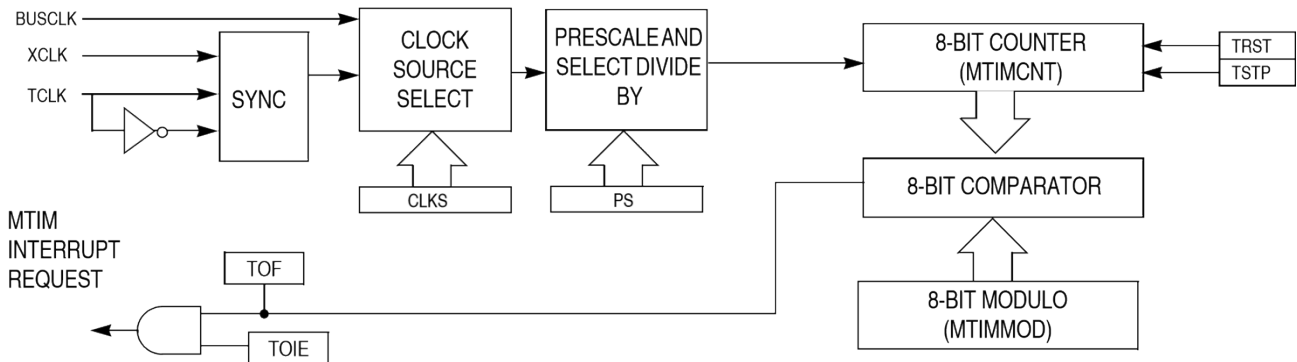 BUSCLK
XCLK
TCLK
SYNC
CLOCK
SOURCE
SELECT
PRESCALE AND
SELECT DIVIDE
BY
8-BIT COUNTER
(MTIMCNT)
TRST
TSTP
CLKS
PS
8-BIT COMPARATOR
MTIM
INTERRUPT
REQUEST
TOF
TOIE
8-BIT MODULO
(MTIMMOD)